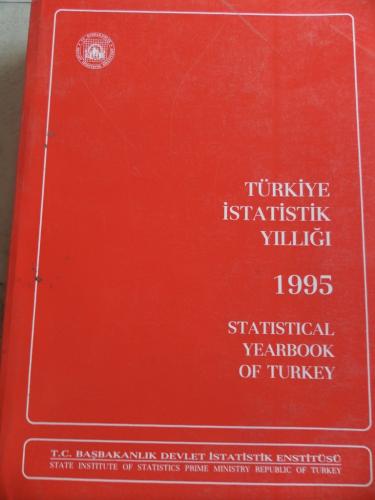 TÜRKİYE
İSTATİSTİK
YILLIĞI
1995
STATISTICAL
YEARBOOK
OF TURKEY
T.C. BAŞBAKANLIK DEVLET İSTATİSTİK ENSTİTÜSÜ
STATE INSTITUTE OF STATISTICS PRIME MINISTRY REPUBLIC OF TURKEY